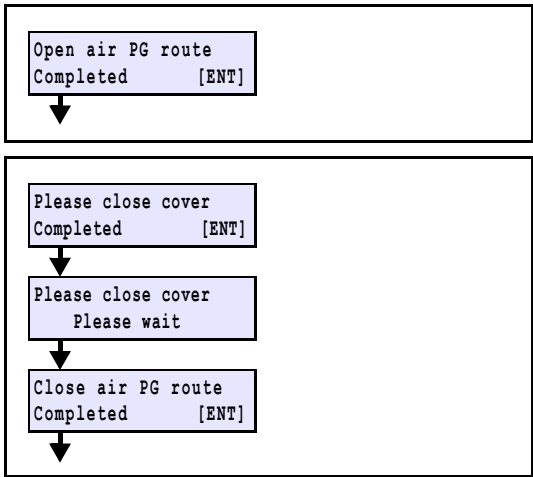 Open air PG route
Completed [ENT]
Please close cover
Completed [ENT]
Please close cover
Please wait
Close air PG route
Completed [ENT]